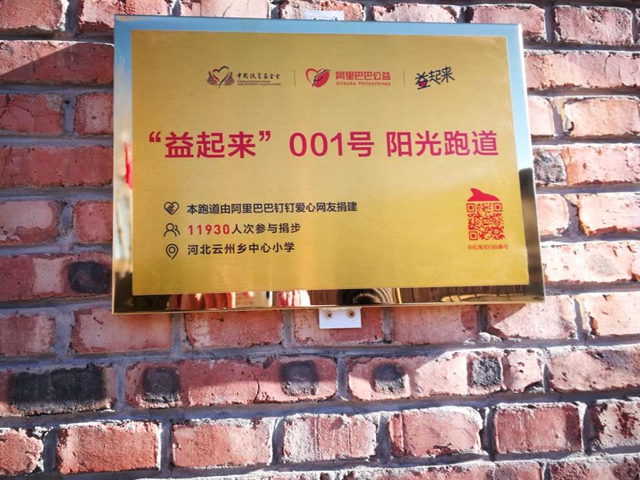 中国教育基金会
阿里巴巴公益
Alibaba Philanthropy
益起来
“益起来” 001号 阳光跑道
本跑道由阿里巴巴钉钉爱心网友捐建
11930人次参与捐步
河北云州乡中心小学